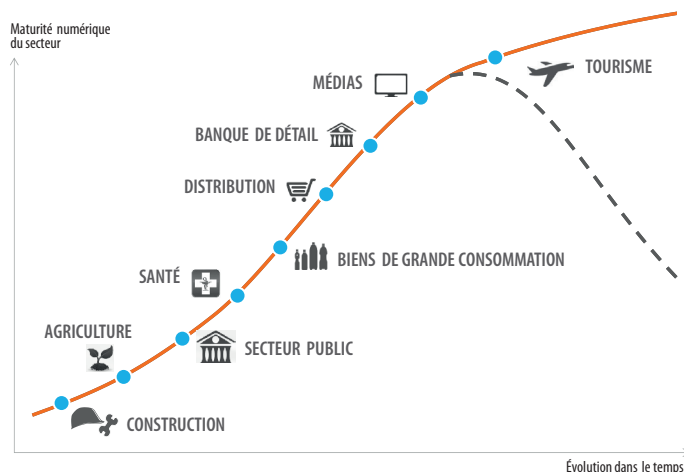 Maturité numérique
du secteur
TOURISME
MÉDIAS
BANQUE DE DÉTAIL
DISTRIBUTION
BIENS DE GRANDE CONSOMMATION
SANTÉ
AGRICULTURE
SECTEUR PUBLIC
CONSTRUCTION
Évolution dans le temps